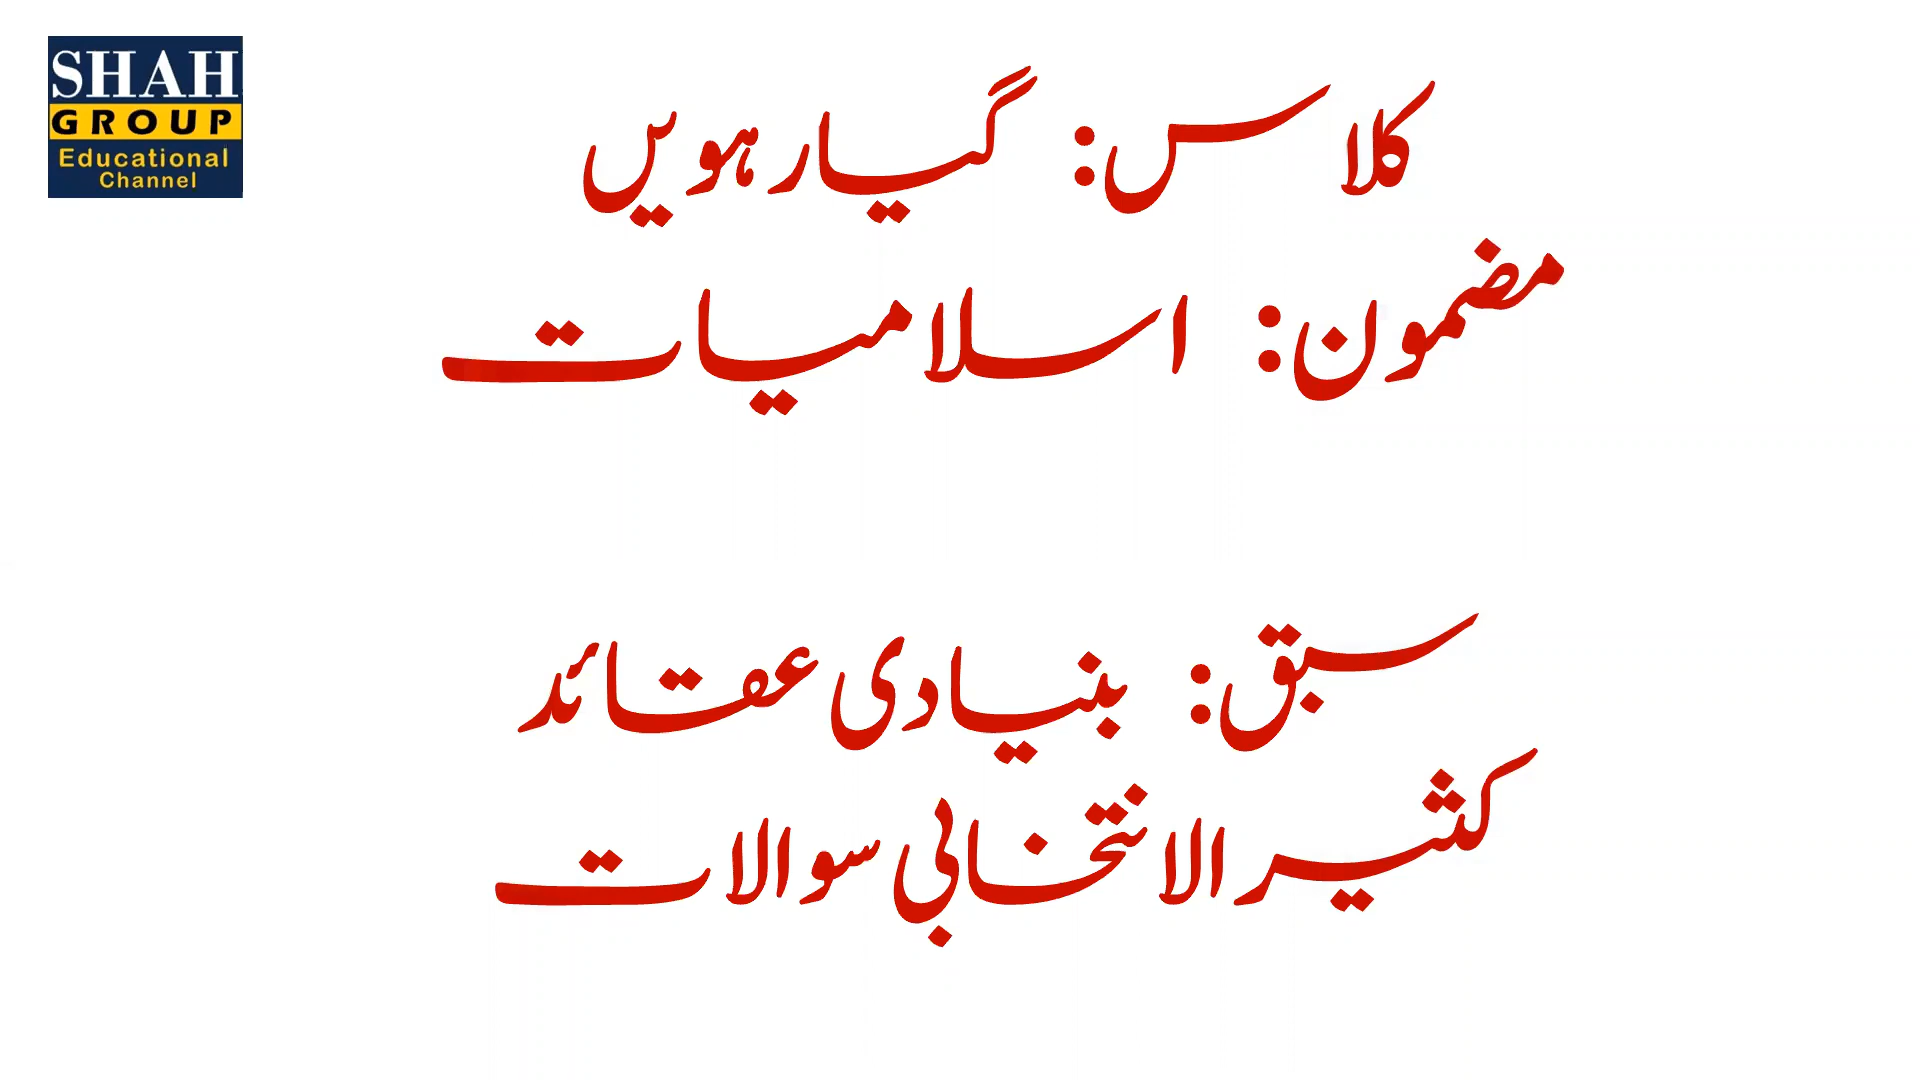 SHAH
GROUP
Educational
Channel
کلاس: گیارہویں
مضمون: اسلامیات
سبق: بنیادی عقائد
کثیر الانتخابی سوالات